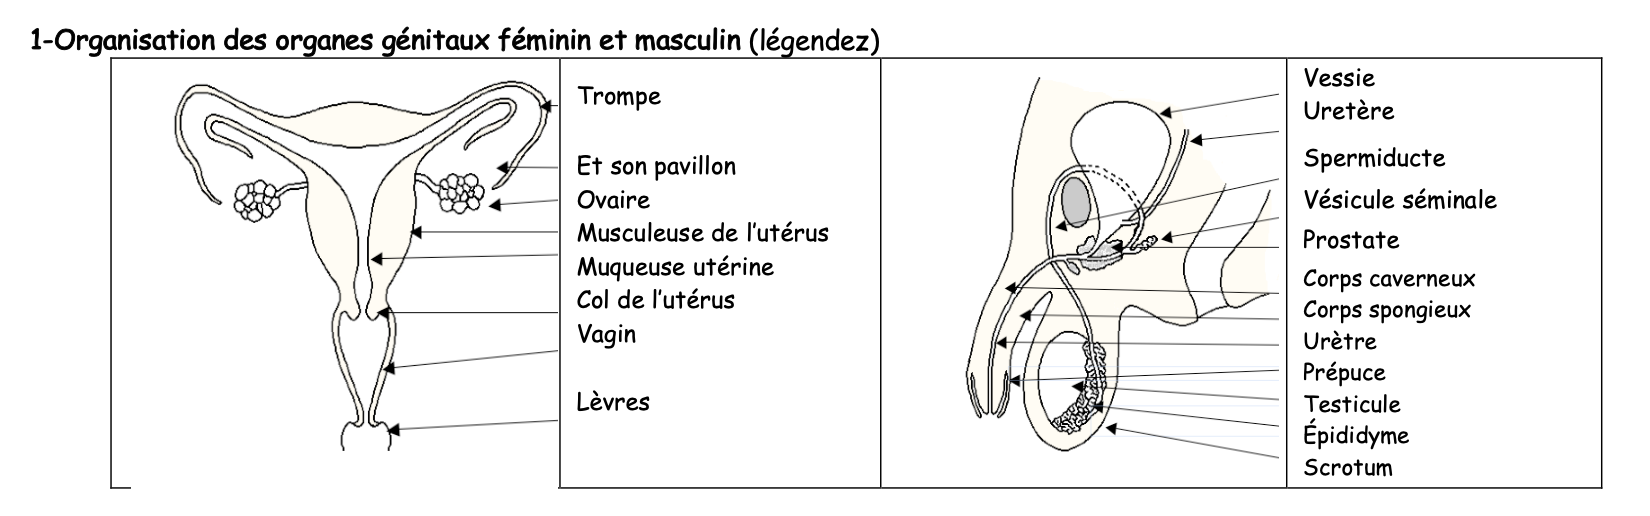 1-Organisation des organes génitaux féminin et masculin (légendez)
Trompe
Et son pavillon
Ovaire
Musculeuse de l'utérus
Muqueuse utérine
Col de l'utérus
Vagin
Lèvres
Vessie
Uretère
Spermiducte
Vésicule séminale
Prostate
Corps caverneux
Corps spongieux
Urètre
Prépuce
Testicule
Épididyme
Scrotum